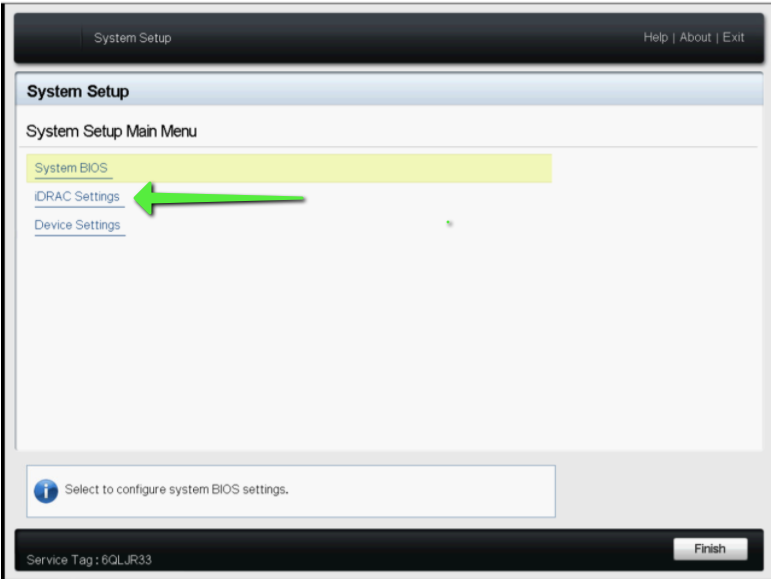 System Setup
Help | About | Exit
System Setup
System Setup Main Menu
System BIOS
iDRAC Settings
Device Settings
Select to configure system BIOS settings.
Service Tag : 6QLJR33
Finish